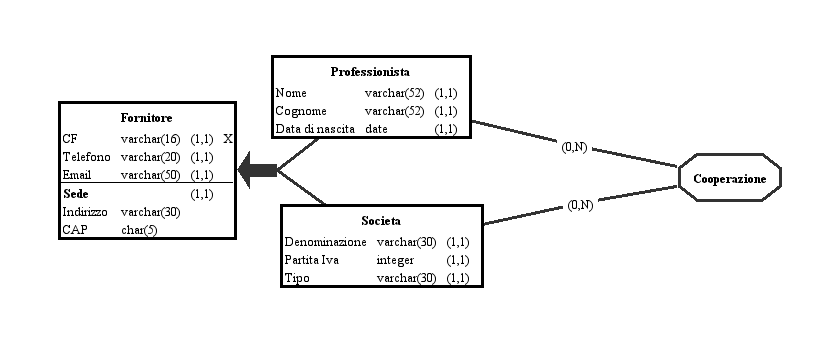 Professionista
Nome varchar(52) (1,1)
Cognome varchar(52) (1,1)
Data di nascita date (1,1)
Fornitore
CF varchar(16) (1,1) X
Telefono varchar(20) (1,1)
Email varchar(50) (1,1)
Sede (1,1)
Indirizzo varchar(30)
CAP char(5)
(0,N)
Cooperazione
(0,N)
Societa
Denominazione varchar(30) (1,1)
Partita Iva integer (1,1)
Tipo varchar(30) (1,1)